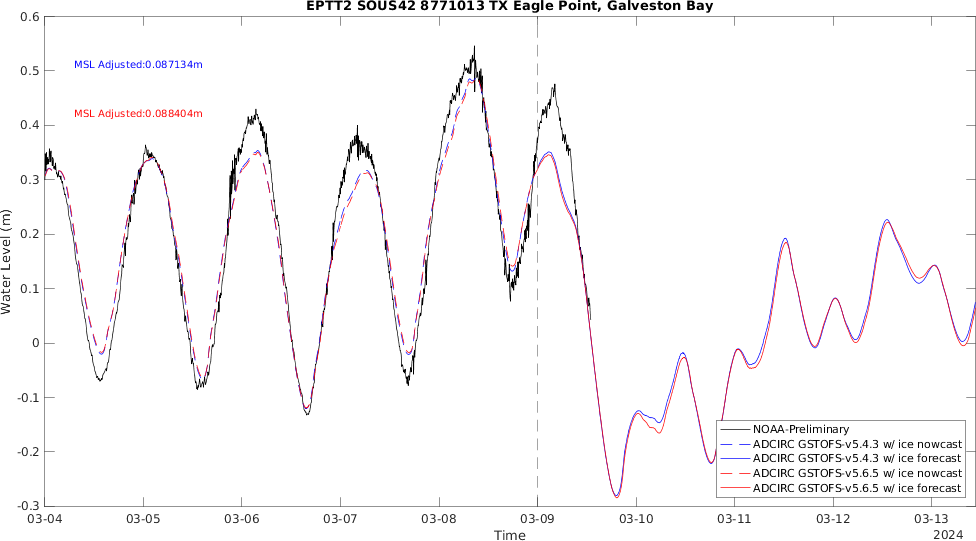 EPTT2 SOUS42 8771013 TX Eagle Point, Galveston Bay
MSL Adjusted:0.087134m
MSL Adjusted:0.088404m
Water Level (m)
0.6
0.5
0.4
0.3
0.2
0.1
0
-0.1
-0.2
-0.3
NOAA-Preliminary
ADCIRC GSTOFS-v5.4.3 w/ ice nowcast
ADCIRC GSTOFS-v5.4.3 w/ ice forecast
ADCIRC GSTOFS-v5.6.5 w/ ice nowcast
ADCIRC GSTOFS-v5.6.5 w/ ice forecast
03-04 03-05 03-06 03-07 03-08 03-09 03-10 03-11 03-12 03-13
Time
2024